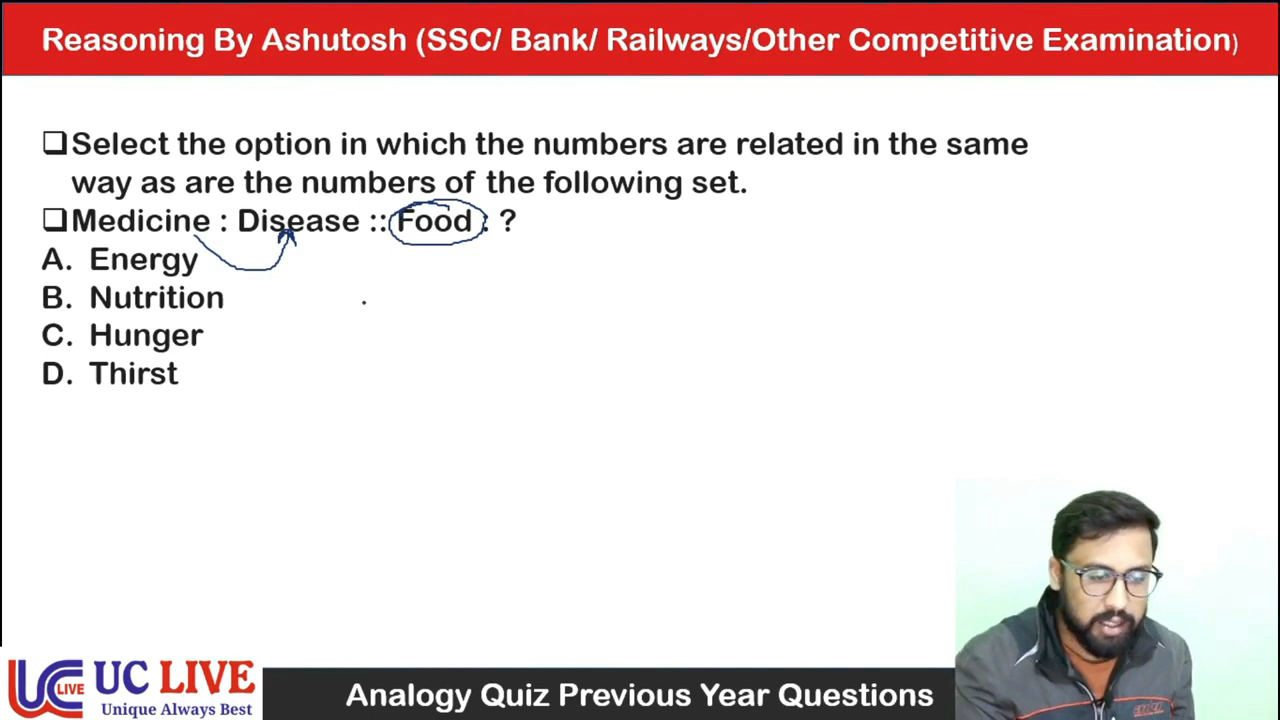 Reasoning By Ashutosh (SSC/ Bank/ Railways/Other Competitive Examination)
❑Select the option in which the numbers are related in the same
way as are the numbers of the following set.
❑Medicine : Disease :: Food : ?
A. Energy
B. Nutrition
C. Hunger
D. Thirst
UC LIVE UC LIVE
Unique Always Best
Analogy Quiz Previous Year Questions